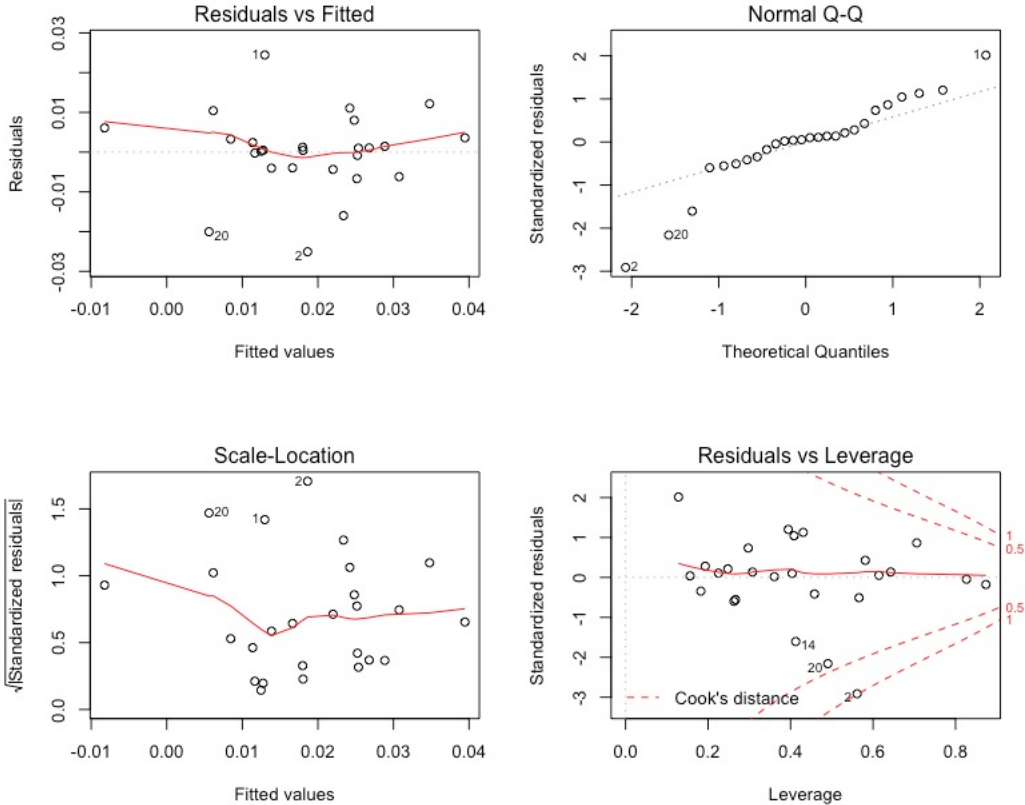 Residuals vs Fitted
Residuals
0.03
0.01
-0.01
-0.03
1
20
2
-0.01 0.00 0.01 0.02 0.03 0.04
Fitted values
Normal Q-Q
Standardized residuals
2
1
0
-1
-2
-3
1
20
2
-2 -1 0 1 2
Theoretical Quantiles
Scale-Location
√|Standardized residuals|
1.5
1.0
0.5
0.0
2
20
1
-0.01 0.00 0.01 0.02 0.03 0.04
Fitted values
Residuals vs Leverage
Standardized residuals
2
1
0
-1
-2
-3
1
0.5
0.5
1
14
20
2
Cook's distance
0.0 0.2 0.4 0.6 0.8
Leverage